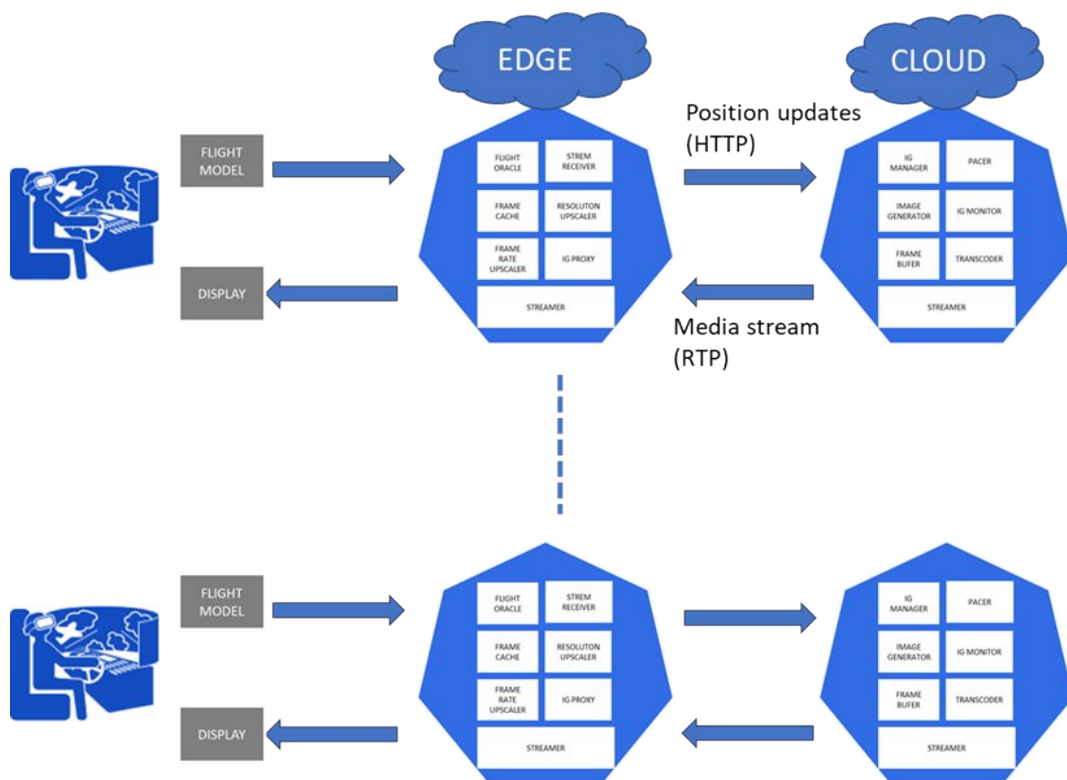 EDGE
CLOUD
Position updates
(HTTP)
FLIGHT
MODEL
FLIGHT
ORACLE
STREM
RECEIVER
IG
MANAGER
PACER
FRAME
CACHE
RESOLUTON
UPSCALER
IMAGE
GENERATOR
IG MONITOR
FRAME
RATE
UPSCALER
IG PROXY
FRAME
BUFER
TRANSCODER
DISPLAY
STREAMER
STREAMER
Media stream
(RTP)
FLIGHT
MODEL
FLIGHT
ORACLE
STREM
RECEIVER
IG
MANAGER
PACER
FRAME
CACHE
RESOLUTON
UPSCALER
IMAGE
GENERATOR
IG MONITOR
FRAME
RATE
UPSCALER
IG PROXY
FRAME
BUFER
TRANSCODER
DISPLAY
STREAMER
STREAMER